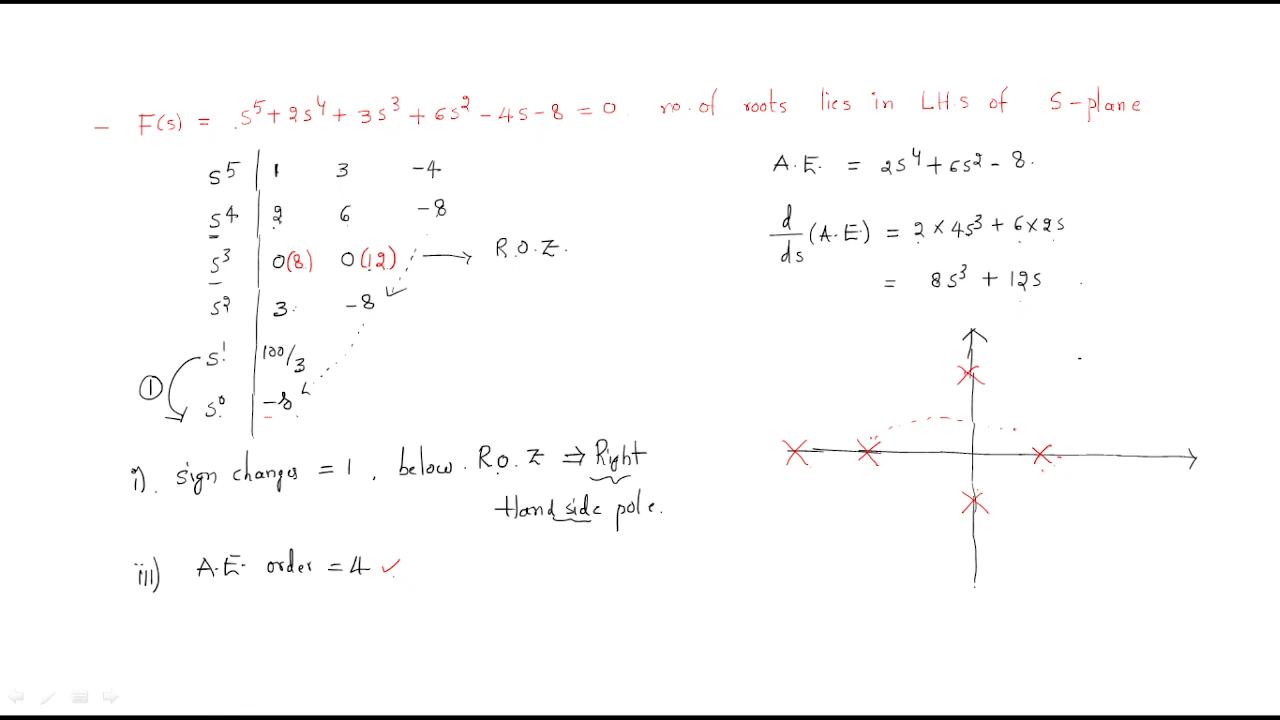 – F(s) = s⁵ + 2s⁴ + 3s³ + 6s² – 4s – 8 = 0 no. of roots lies in LH.S of S-plane
s⁵ | 1 3 -4
s⁴ | 2 6 -8
s³ | 0(8) 0(12) → R.O.Z.
s² | 3 -8
s¹ | 100/3
① s⁰ | -8
A.E. = 2s⁴ + 6s² - 8.
d/ds (A.E) = 2 × 4s³ + 6 × 2s
= 8s³ + 12s
i). sign changes = 1, below R.O.Z ⇒ Right
Hand side pole.
iii) A.E. order = 4 ✓